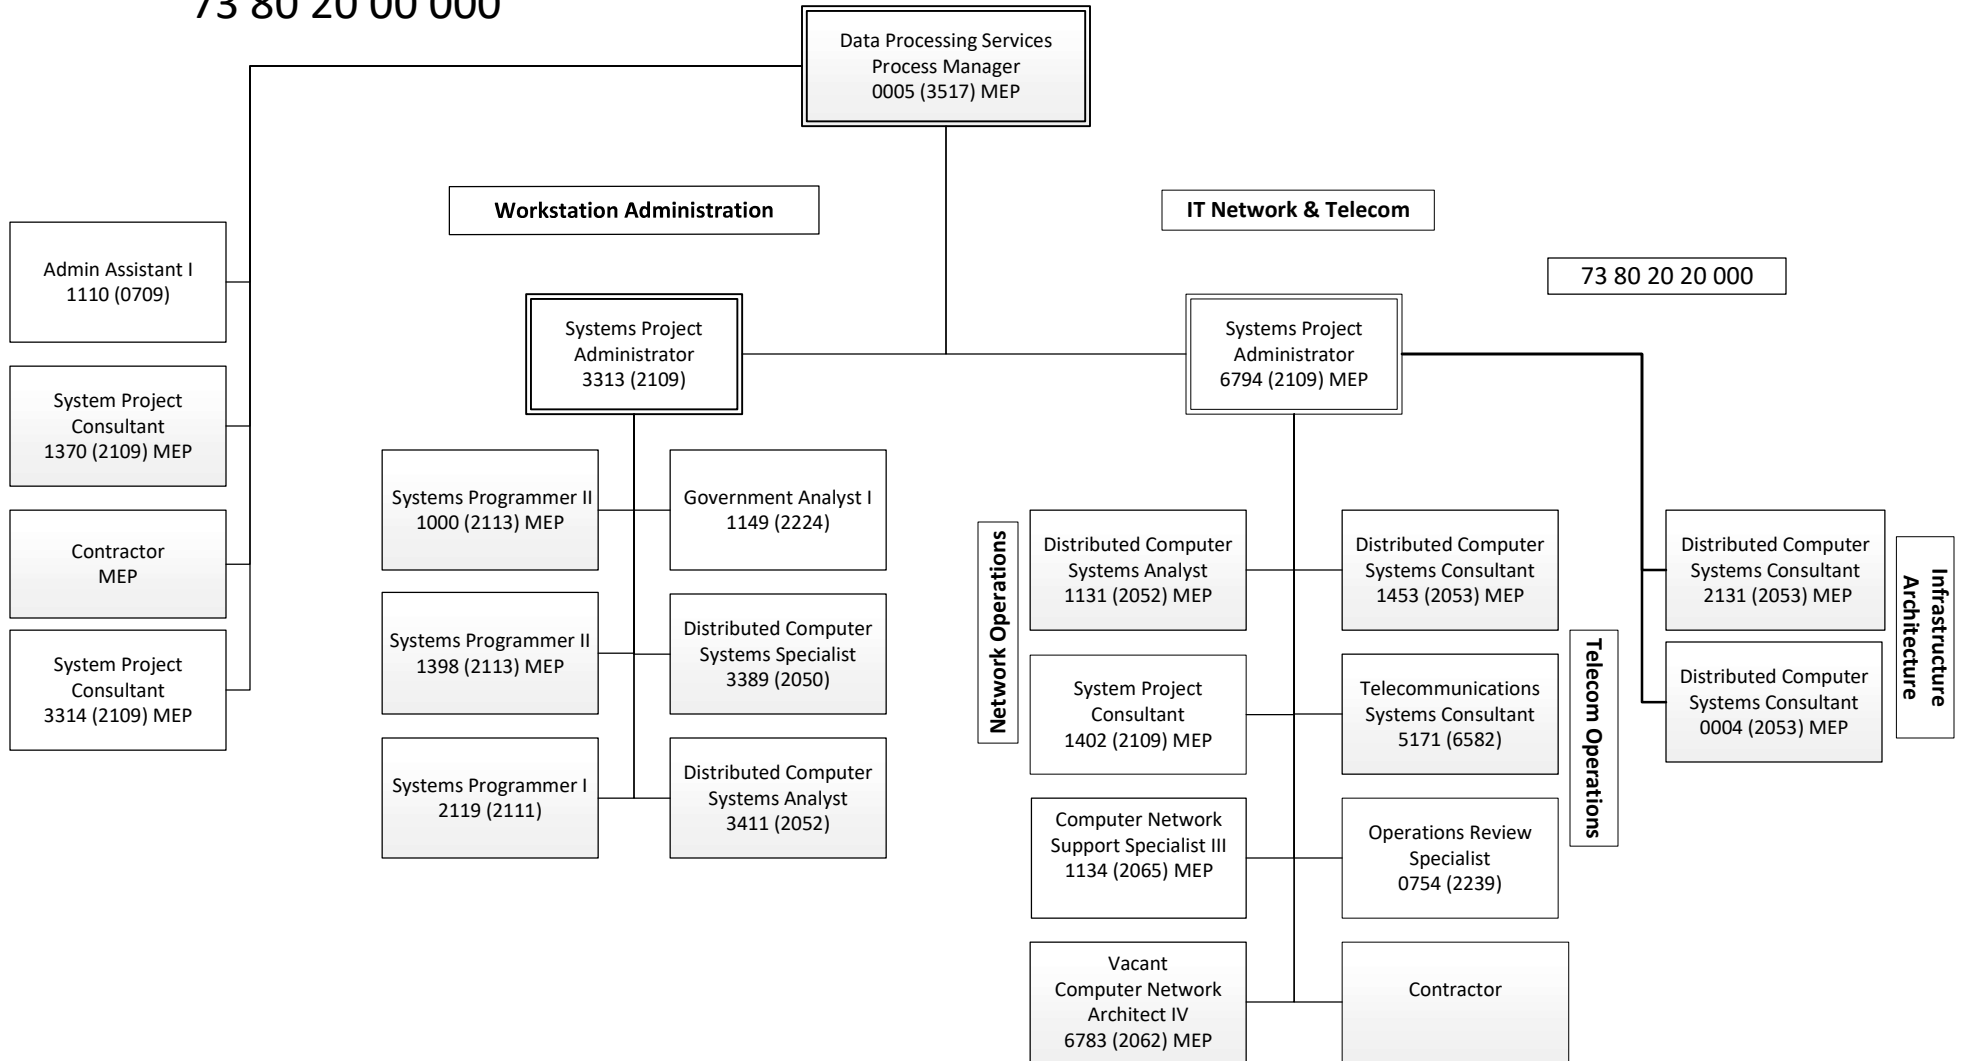 73 80 20 00 000
Data Processing Services
Process Manager
0005 (3517) MEP
Workstation Administration
IT Network & Telecom
73 80 20 20 000
Admin Assistant I
1110 (0709)
System Project
Consultant
1370 (2109) MEP
Contractor
MEP
System Project
Consultant
3314 (2109) MEP
Systems Project
Administrator
3313 (2109)
Systems Programmer II
1000 (2113) MEP
Government Analyst I
1149 (2224)
Systems Programmer II
1398 (2113) MEP
Distributed Computer
Systems Specialist
3389 (2050)
Systems Programmer I
2119 (2111)
Distributed Computer
Systems Analyst
3411 (2052)
Systems Project
Administrator
6794 (2109) MEP
Network Operations
Distributed Computer
Systems Analyst
1131 (2052) MEP
Distributed Computer
Systems Consultant
1453 (2053) MEP
System Project
Consultant
1402 (2109) MEP
Telecommunications
Systems Consultant
5171 (6582)
Computer Network
Support Specialist III
1134 (2065) MEP
Operations Review
Specialist
0754 (2239)
Vacant
Computer Network
Architect IV
6783 (2062) MEP
Contractor
Telecom Operations
Distributed Computer
Systems Consultant
2131 (2053) MEP
Distributed Computer
Systems Consultant
0004 (2053) MEP
Infrastructure
Architecture